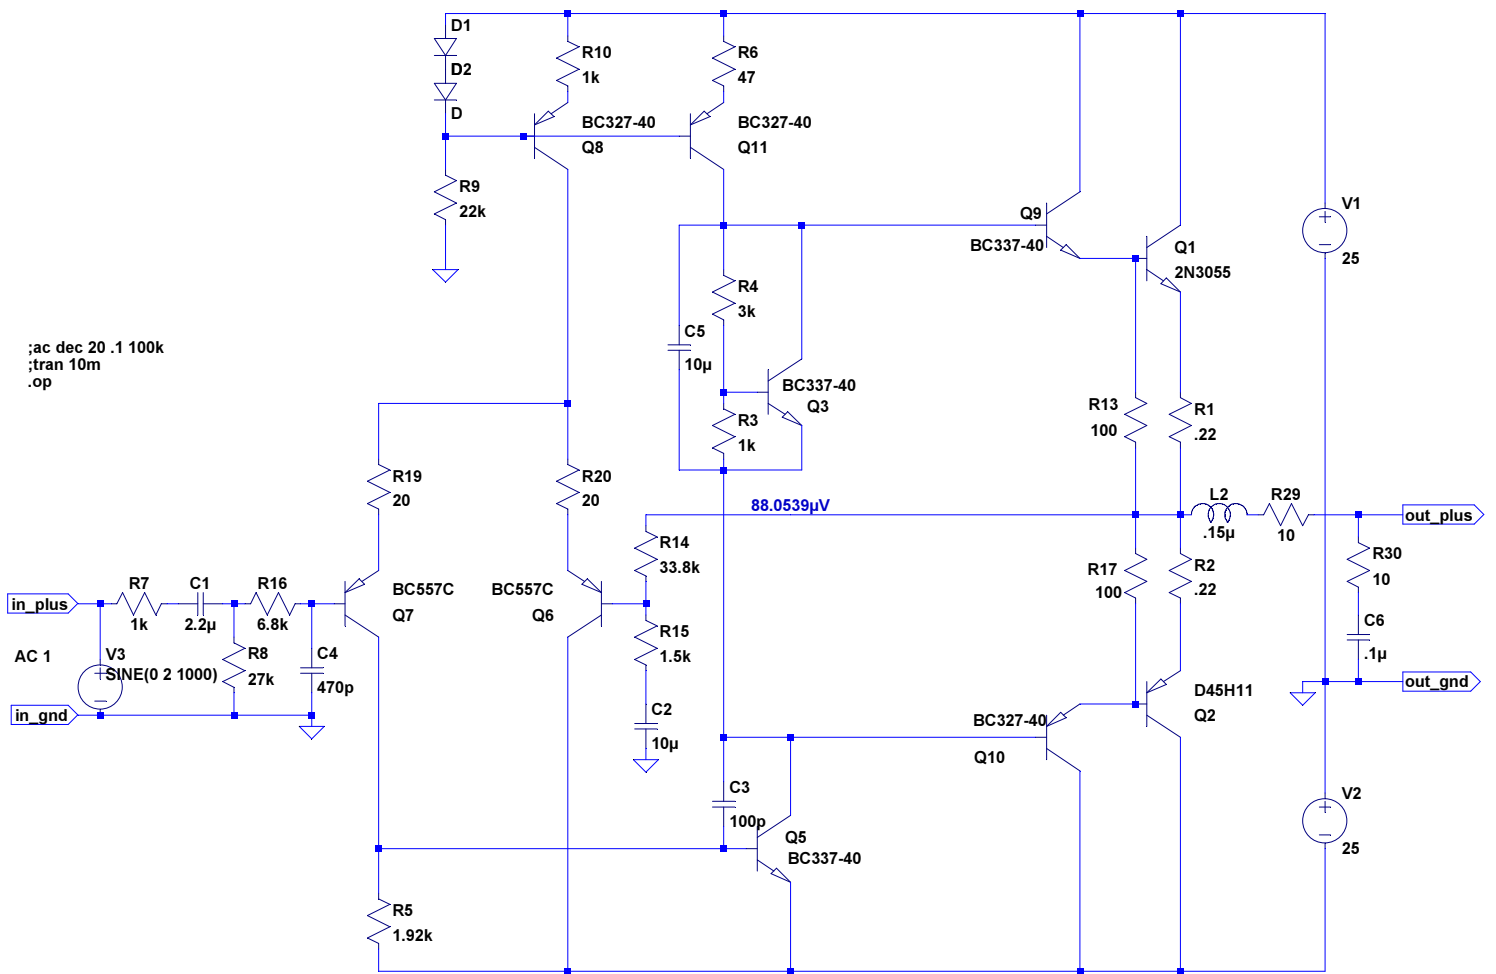 D1
D2
D
R10
1k
R6
47
BC327-40
Q8
BC327-40
Q11
R9
22k
Q9
BC337-40
Q1
2N3055
V1
+
−
25
R4
3k
C5
10µ
BC337-40
Q3
R3
1k
;ac dec 20 .1 100k
;tran 10m
.op
R13
100
R1
.22
R19
20
R20
20
88.0539µV
L2
.15µ
R29
10
out_plus
R14
33.8k
R17
100
R2
.22
R30
10
in_plus
R7
1k
C1
2.2µ
R16
6.8k
BC557C
Q7
BC557C
Q6
R15
1.5k
C6
.1µ
AC 1
V3
+
−
SINE(0 2 1000)
R8
27k
C4
470p
out_gnd
in_gnd
C2
10µ
D45H11
Q2
BC327-40
Q10
C3
100p
Q5
BC337-40
V2
+
−
25
R5
1.92k